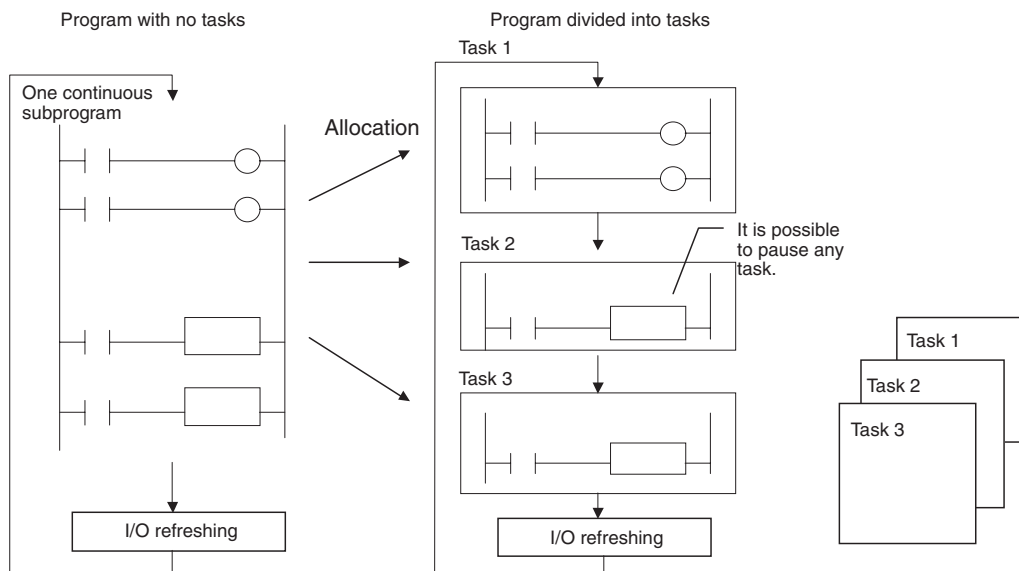 Program with no tasks
Program divided into tasks
Task 1
One continuous
subprogram
Allocation
Task 2
It is possible
to pause any
task.
Task 3
I/O refreshing
I/O refreshing
Task 1
Task 2
Task 3